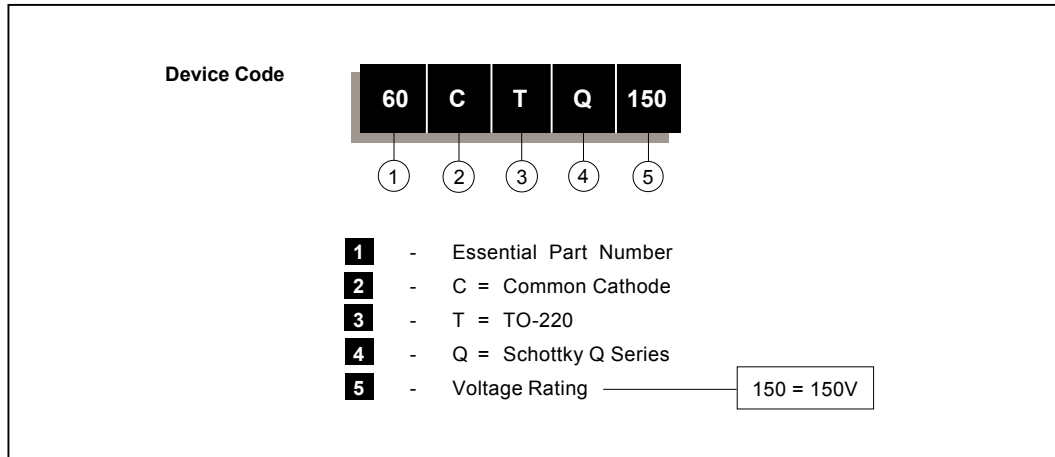 Device Code
60 C T Q 150
1 2 3 4 5
1 - Essential Part Number
2 - C = Common Cathode
3 - T = TO-220
4 - Q = Schottky Q Series
5 - Voltage Rating 150 = 150V